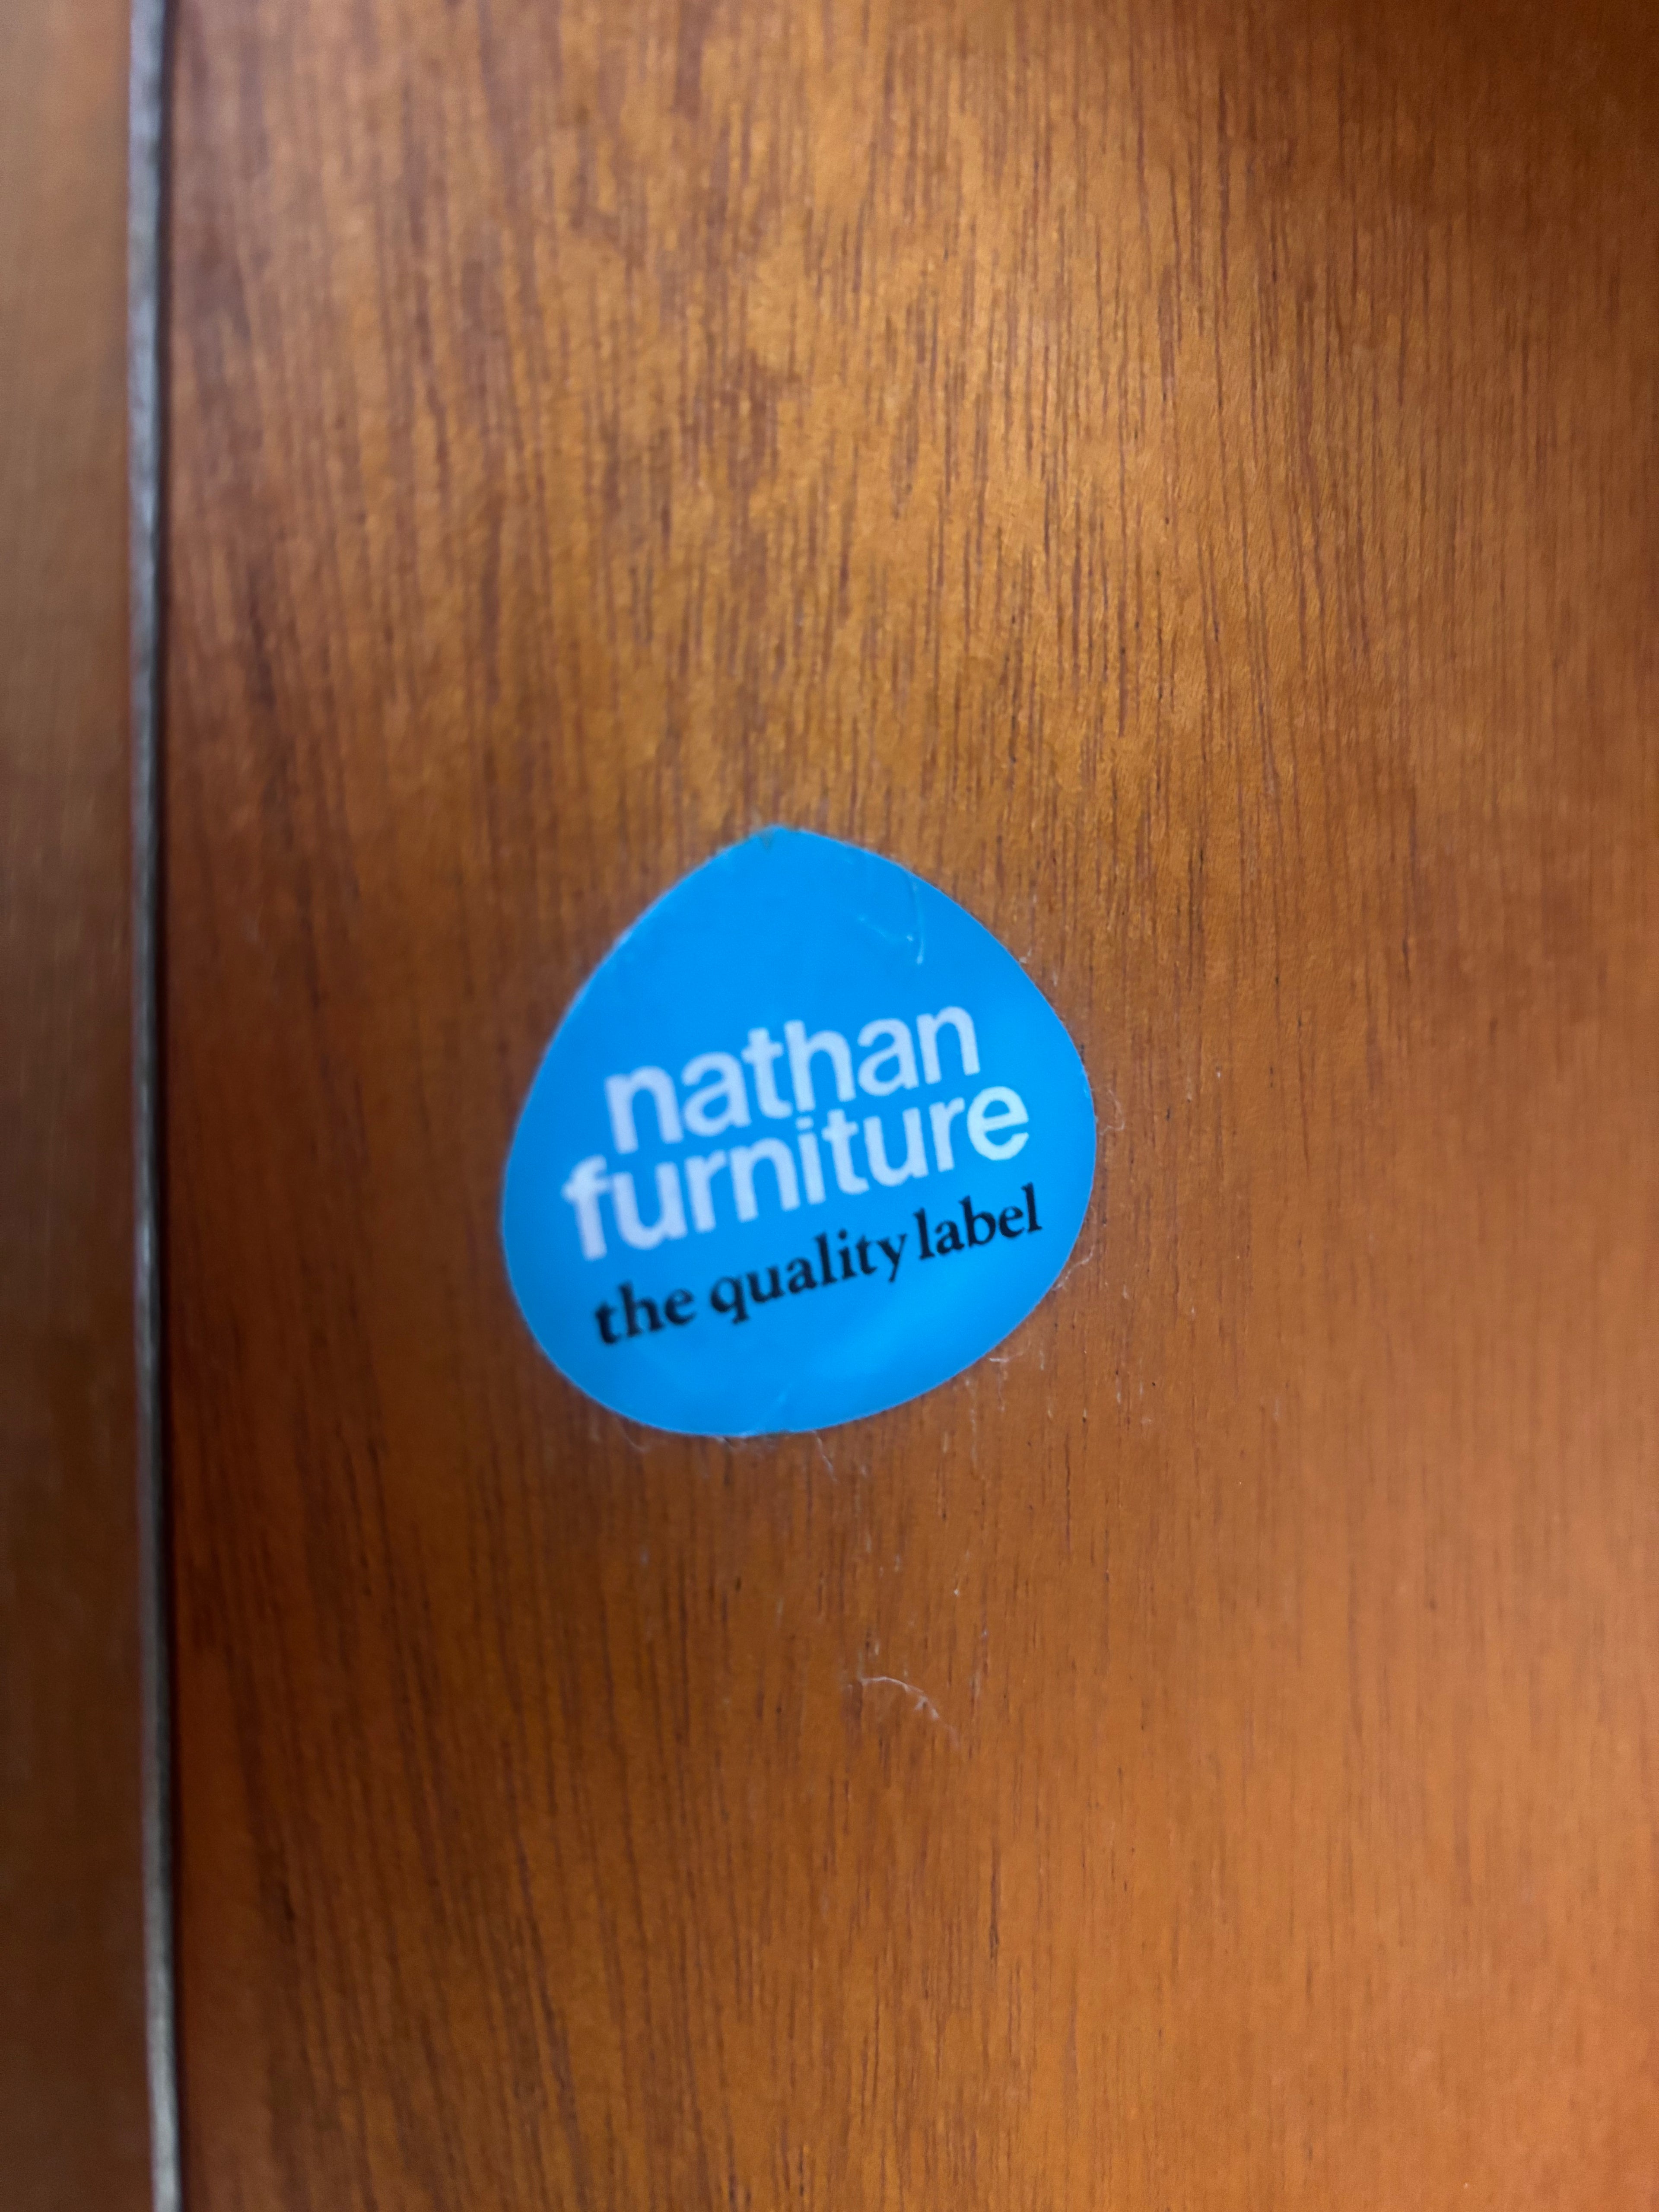 nathan
furniture
the quality label